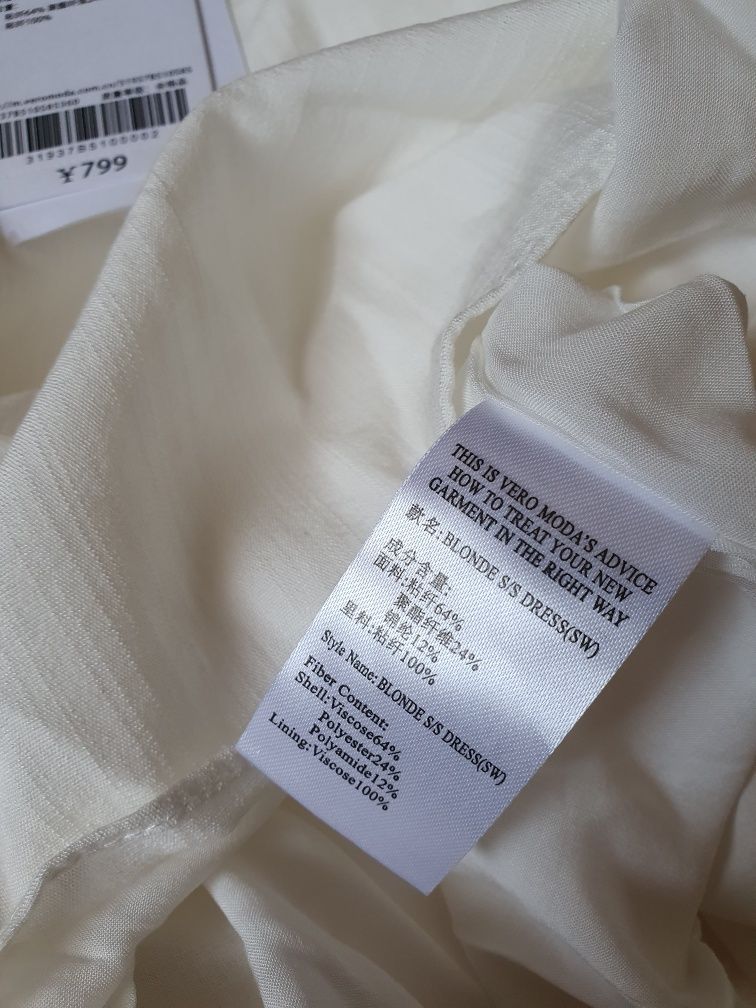 ¥799
THIS IS VERO MODA'S ADVICE
HOW TO TREAT YOUR NEW
GARMENT IN THE RIGHT WAY
款名:BLONDE S/S DRESS(SW)
成分含量:
面料:粘纤64%
聚酯纤维24%
锦纶12%
里料:粘纤100%
Style Name: BLONDE S/S DRESS(SW)
Fiber Content:
Shell:Viscose64%
Polyester24%
Polyamide12%
Lining:Viscose100%